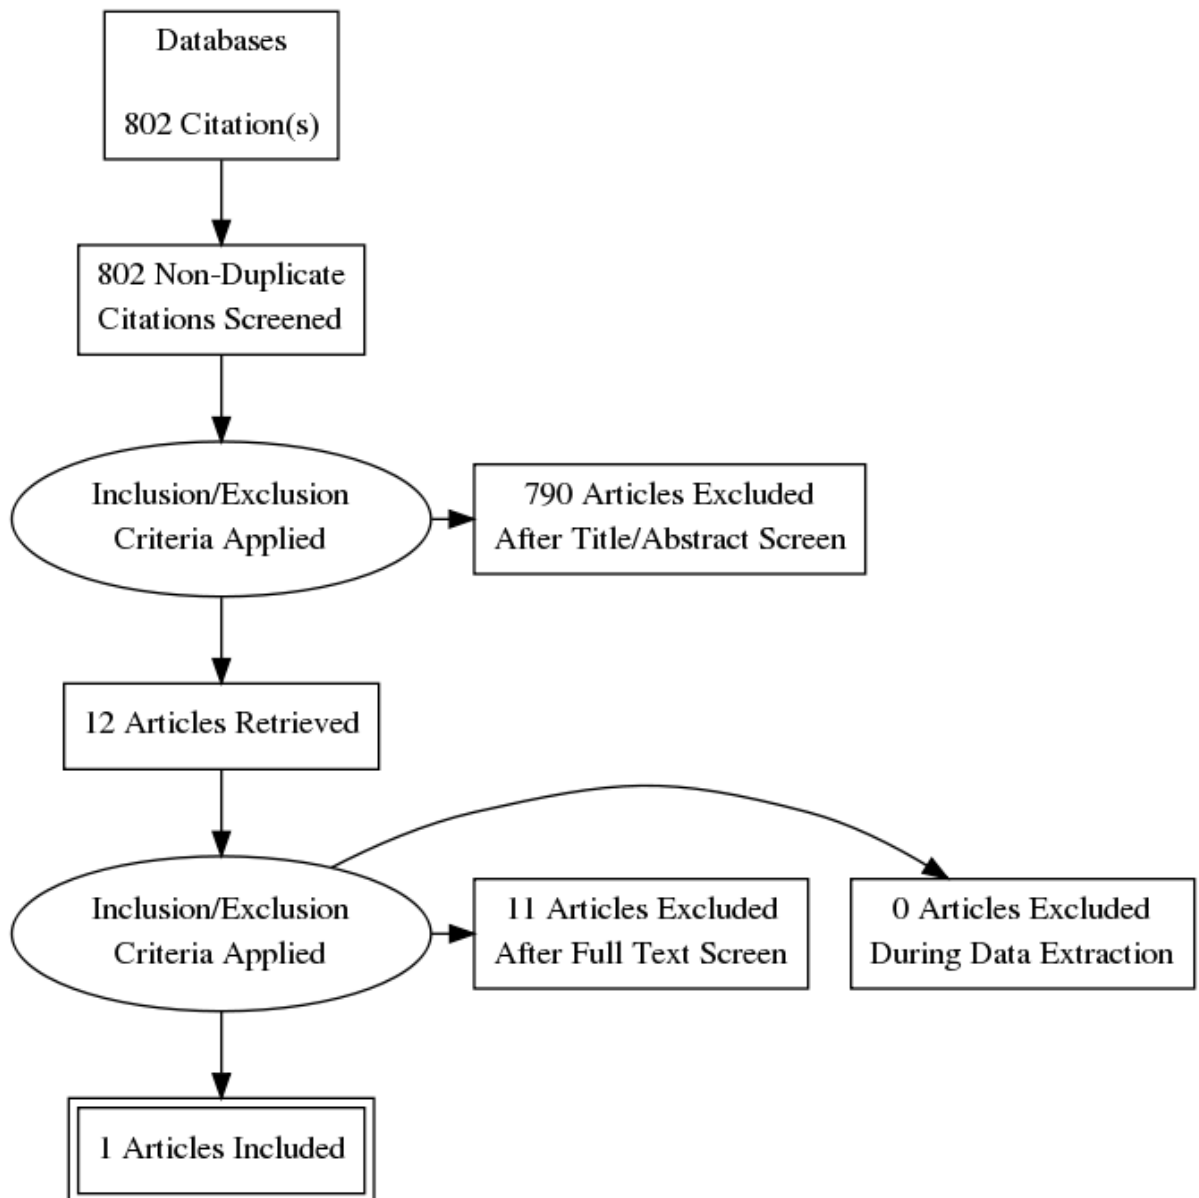 Databases
802 Citation(s)
802 Non-Duplicate
Citations Screened
Inclusion/Exclusion
Criteria Applied
790 Articles Excluded
After Title/Abstract Screen
12 Articles Retrieved
Inclusion/Exclusion
Criteria Applied
11 Articles Excluded
After Full Text Screen
0 Articles Excluded
During Data Extraction
1 Articles Included